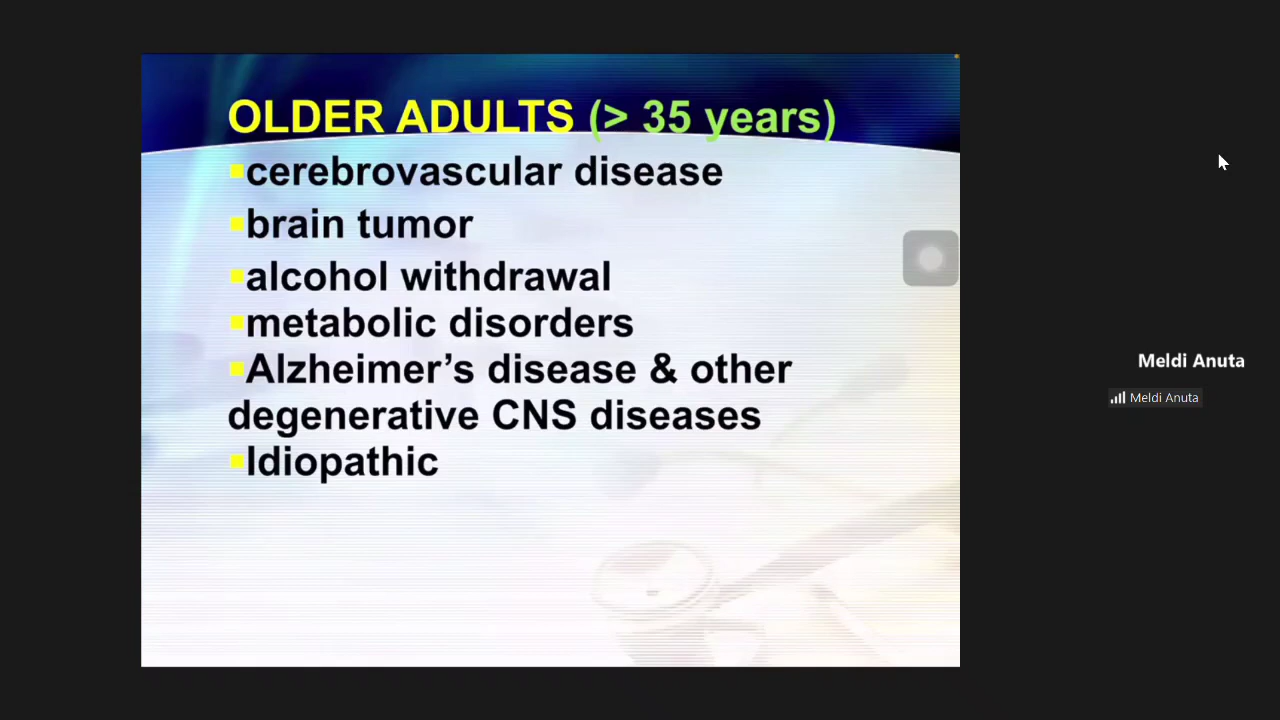 OLDER ADULTS (> 35 years)
▪cerebrovascular disease
▪brain tumor
▪alcohol withdrawal
▪metabolic disorders
▪Alzheimer’s disease & other
degenerative CNS diseases
▪Idiopathic
Meldi Anuta
Meldi Anuta